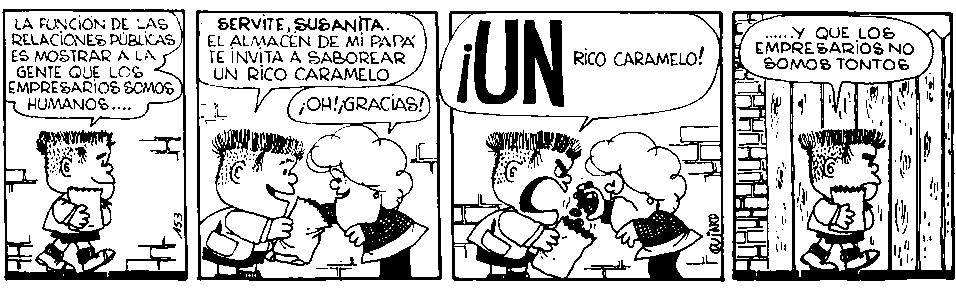 LA FUNCION DE LAS
RELACIONES PÚBLICAS
ES MOSTRAR A LA
GENTE QUE LOS
EMPRESARIOS SOMOS
HUMANOS....
153
SERVITE, SUSANITA.
EL ALMACÉN DE MI PAPÁ
TE INVITA A SABOREAR
UN RICO CARAMELO
¡OH! ¡GRACIAS!
¡UN RICO CARAMELO!
QUINO
.....Y QUE LOS
EMPRESARIOS NO
SOMOS TONTOS